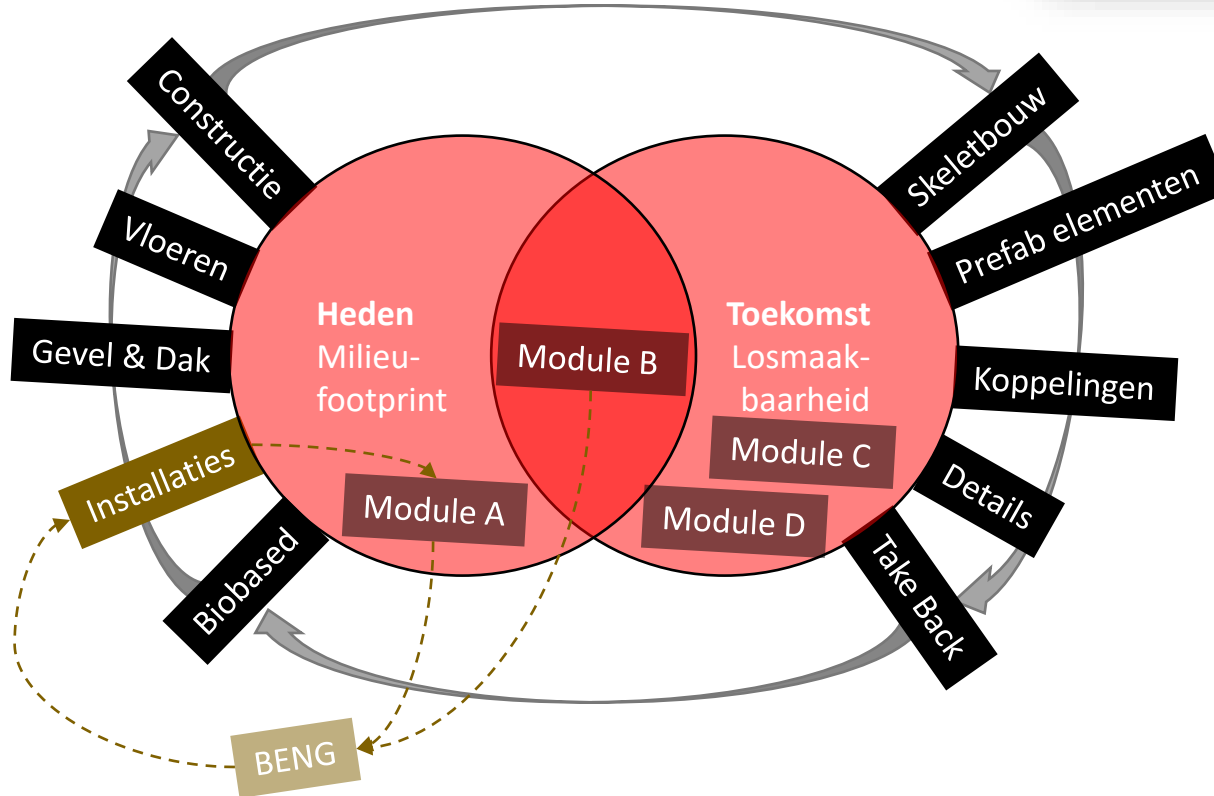 Constructie
Vloeren
Gevel & Dak
Installaties
Biobased
BENG
Heden
Milieu-
footprint
Module A
Module B
Toekomst
Losmaak-
baarheid
Module C
Module D
Skeletbouw
Prefab elementen
Koppelingen
Details
Take Back